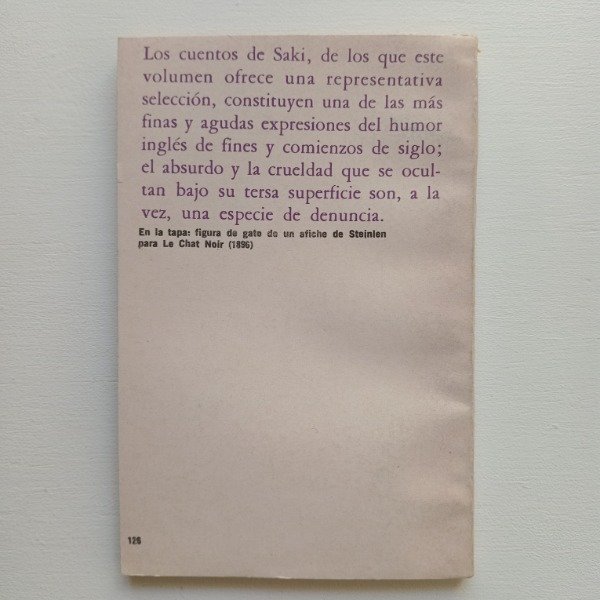 Los cuentos de Saki, de los que este
volumen ofrece una representativa
selección, constituyen una de las más
finas y agudas expresiones del humor
inglés de fines y comienzos de siglo;
el absurdo y la crueldad que se ocul-
tan bajo su tersa superficie son, a la
vez, una especie de denuncia.
En la tapa: figura de gato de un afiche de Steinlen
para Le Chat Noir (1896)
126